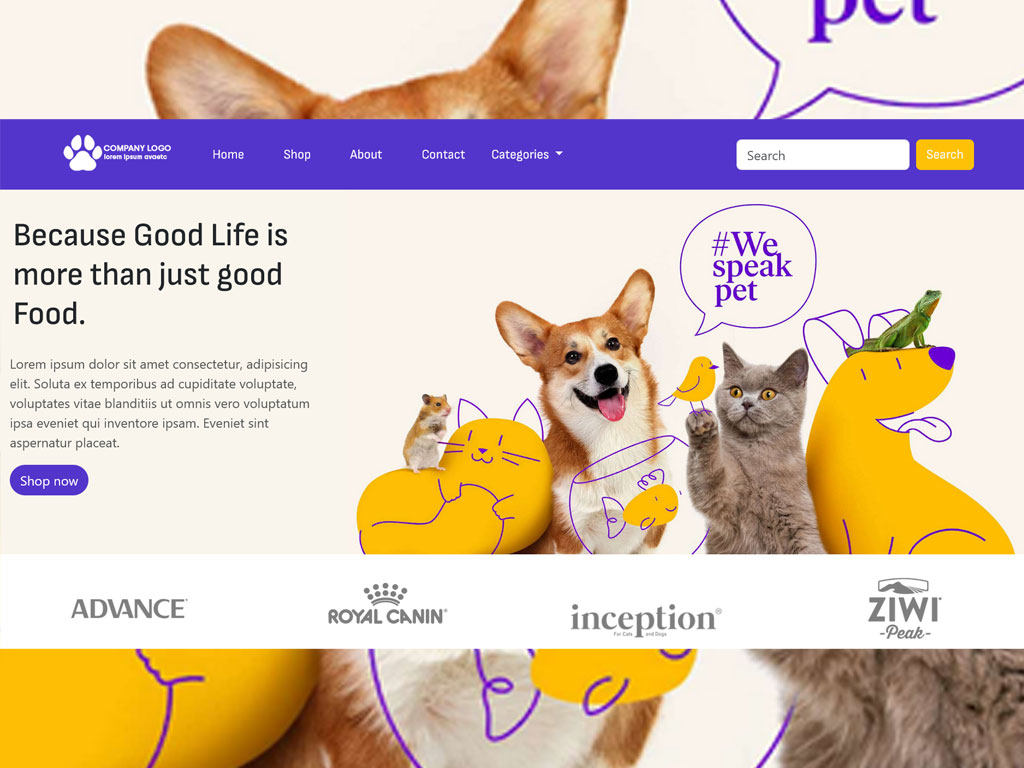 pet
COMPANY LOGO
lorem ipsum avaetc
Home
Shop
About
Contact
Categories
Search
Search
Because Good Life is
more than just good
Food.
#We
speak
pet
Lorem ipsum dolor sit amet consectetur, adipisicing
elit. Soluta ex temporibus ad cupiditate voluptate,
voluptates vitae blanditiis ut omnis vero voluptatum
ipsa eveniet qui inventore ipsam. Eveniet sint
aspernatur placeat.
Shop now
ADVANCE
ROYAL CANIN®
inception®
For Cats and Dogs
ZIWI
-Peak-